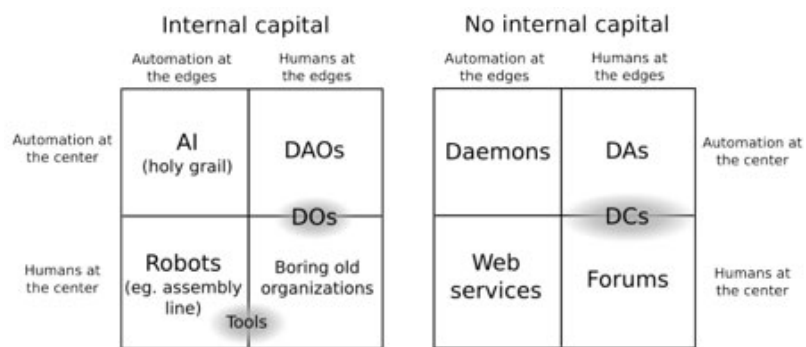 Internal capital
No internal capital
Automation at
the edges
Humans at
the edges
Automation at
the edges
Humans at
the edges
Automation at
the center
AI
(holy grail)
DAOs
Daemons
DAs
Automation at
the center
DOs
DCs
Humans at
the center
Robots
(eg. assembly
line)
Boring old
organizations
Tools
Web
services
Forums
Humans at
the center